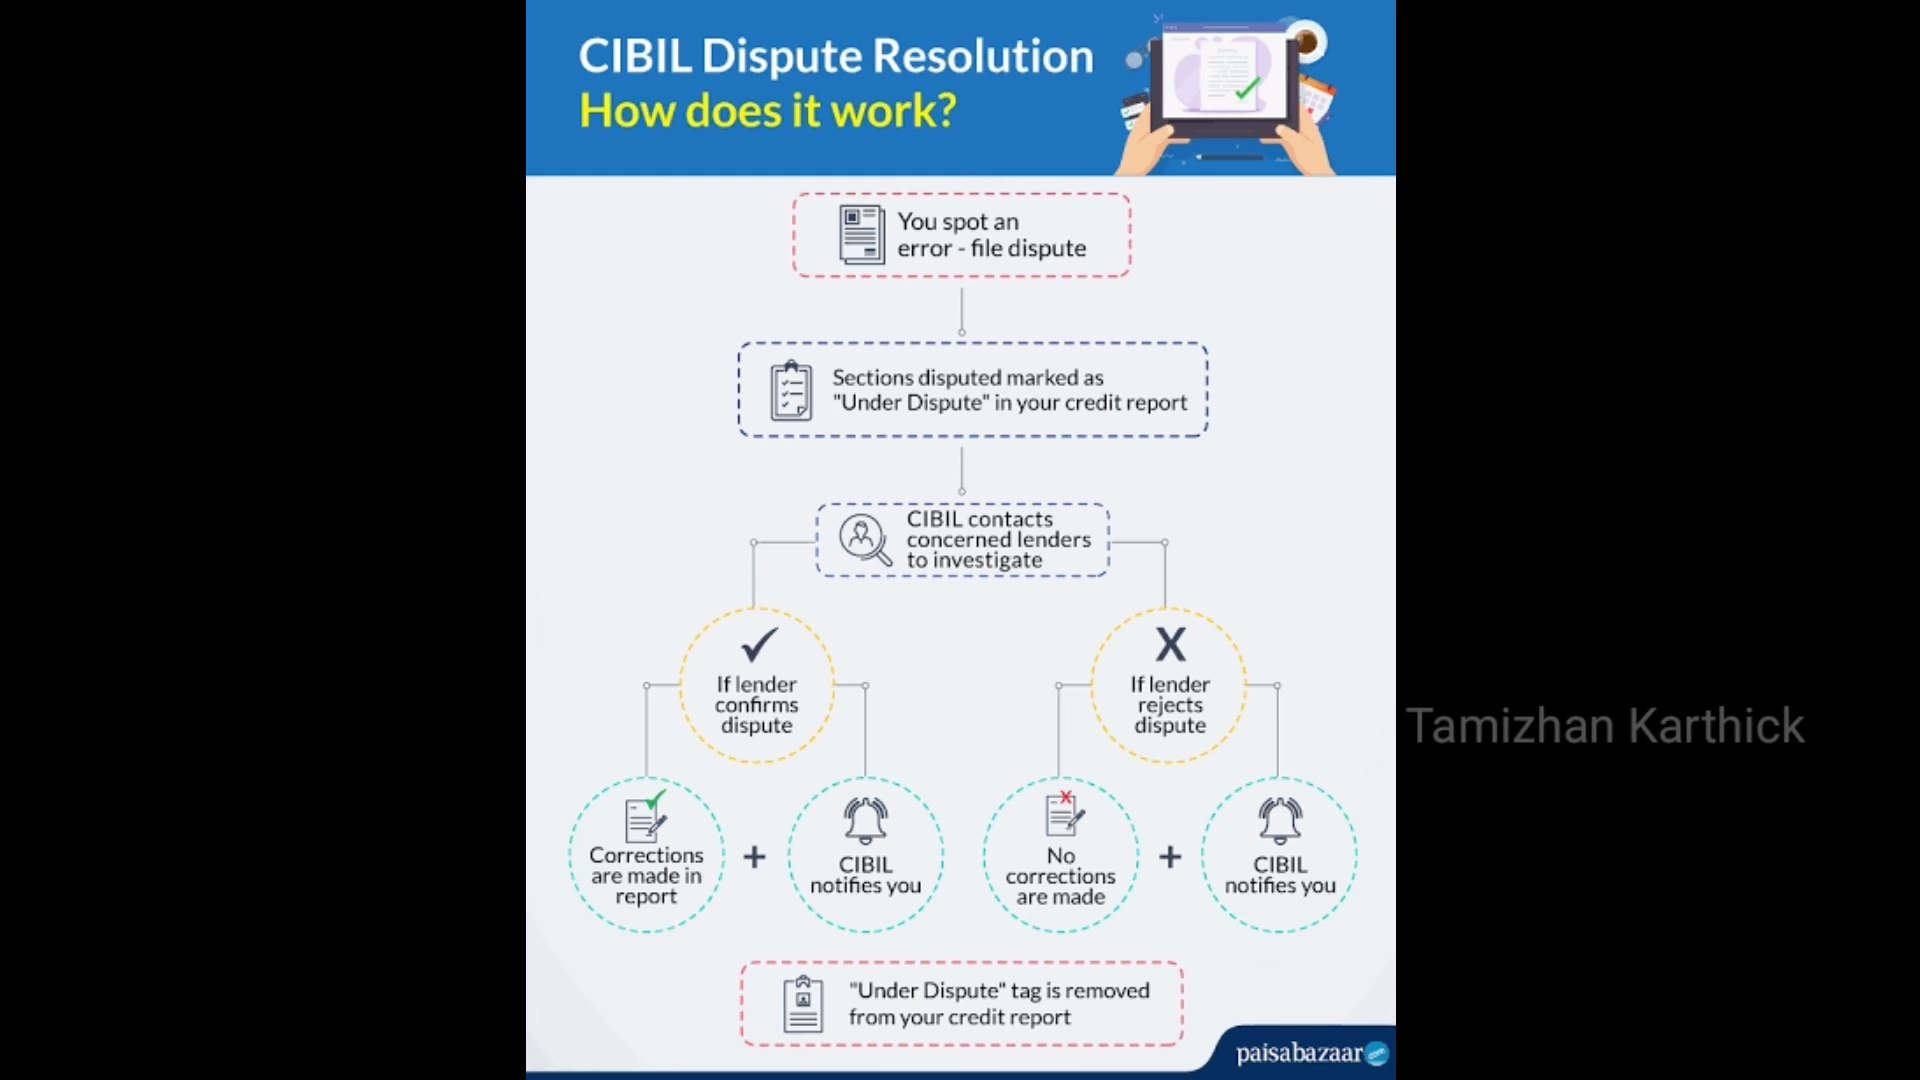 CIBIL Dispute Resolution
How does it work?
You spot an
error - file dispute
Sections disputed marked as
"Under Dispute" in your credit report
CIBIL contacts
concerned lenders
to investigate
If lender
confirms
dispute
X
If lender
rejects
dispute
Corrections
are made in
report
+
CIBIL
notifies you
No
corrections
are made
+
CIBIL
notifies you
"Under Dispute" tag is removed
from your credit report
paisabazaar.com
Tamizhan Karthick